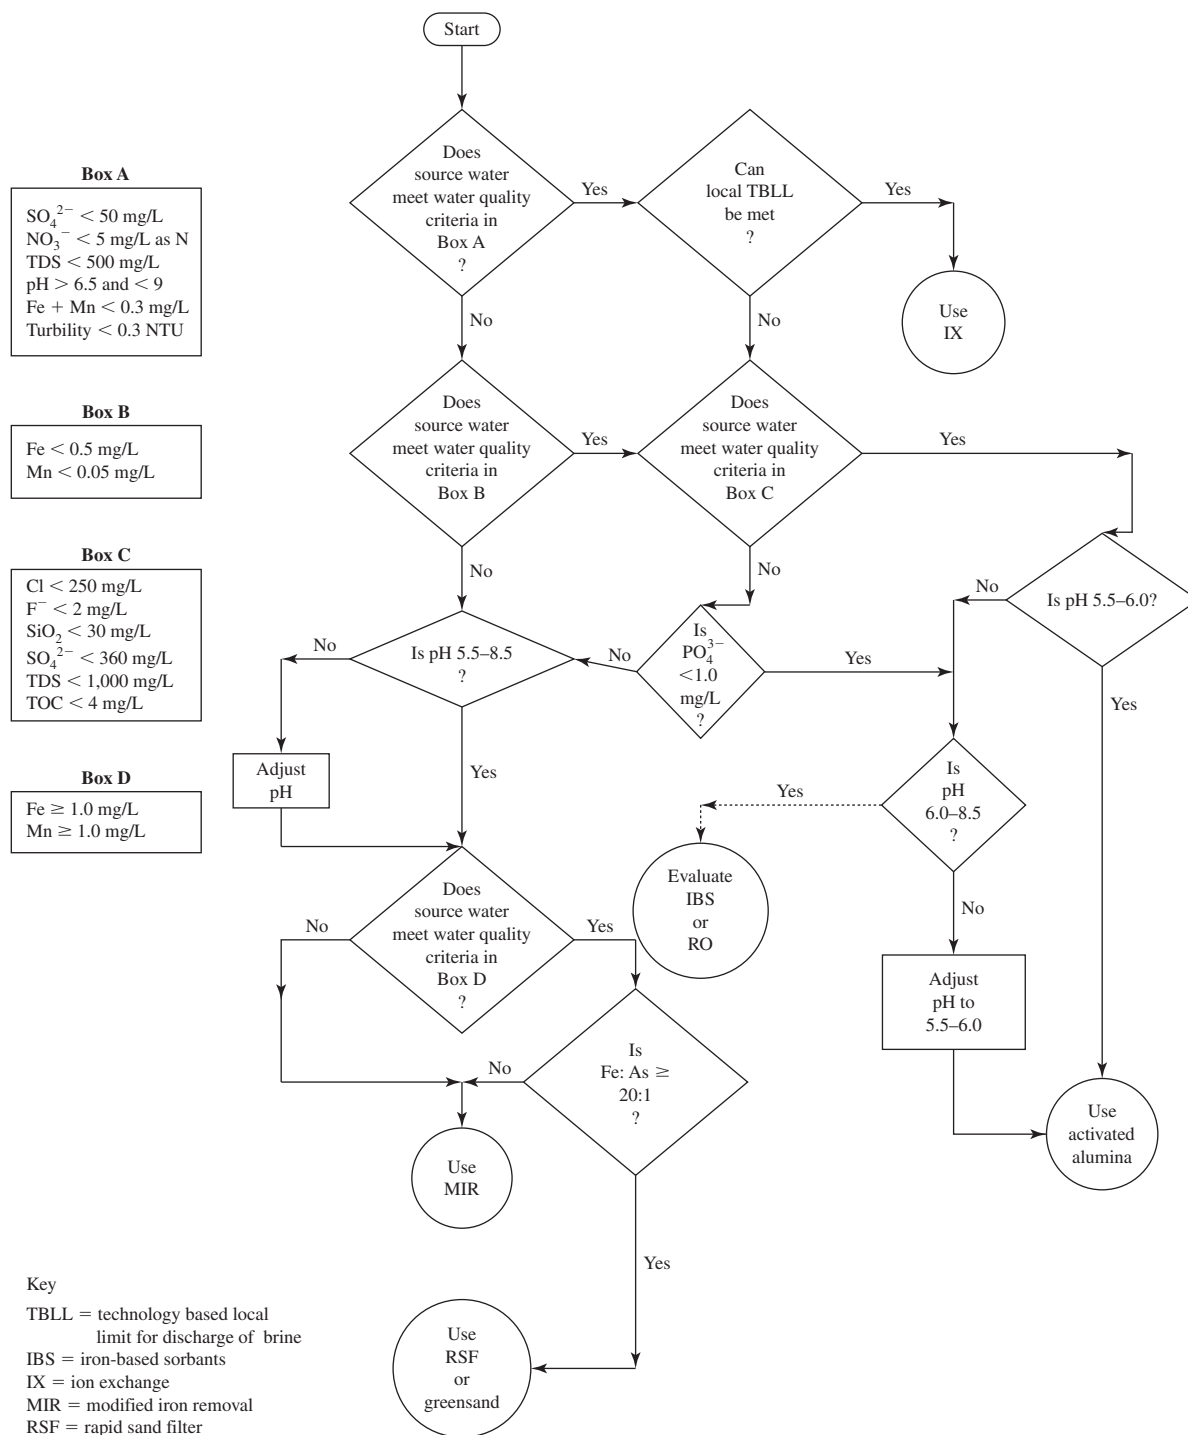 Start
Does
source water
meet water quality
criteria in
Box A
?
Yes
Can
local TBLL
be met
?
Yes
Use
IX
No
No
Box A
SO₄²⁻ < 50 mg/L
NO₃⁻ < 5 mg/L as N
TDS < 500 mg/L
pH > 6.5 and < 9
Fe + Mn < 0.3 mg/L
Turbility < 0.3 NTU
Does
source water
meet water quality
criteria in
Box B
Yes
Does
source water
meet water quality
criteria in
Box C
Yes
Box B
Fe < 0.5 mg/L
Mn < 0.05 mg/L
No
No
Box C
Cl < 250 mg/L
F⁻ < 2 mg/L
SiO₂ < 30 mg/L
SO₄²⁻ < 360 mg/L
TDS < 1,000 mg/L
TOC < 4 mg/L
No
Is pH 5.5–8.5
?
No
Is
PO₄³⁻
<1.0
mg/L
?
Yes
No
Is pH 5.5–6.0?
Yes
Adjust
pH
Yes
Yes
Is
pH
6.0–8.5
?
Box D
Fe ≥ 1.0 mg/L
Mn ≥ 1.0 mg/L
Evaluate
IBS
or
RO
No
No
Does
source water
meet water quality
criteria in
Box D
?
Yes
Adjust
pH to
5.5–6.0
No
Is
Fe: As ≥
20:1
?
Use
activated
alumina
Use
MIR
Yes
Use
RSF
or
greensand
Key
TBLL = technology based local
limit for discharge of brine
IBS = iron-based sorbants
IX = ion exchange
MIR = modified iron removal
RSF = rapid sand filter